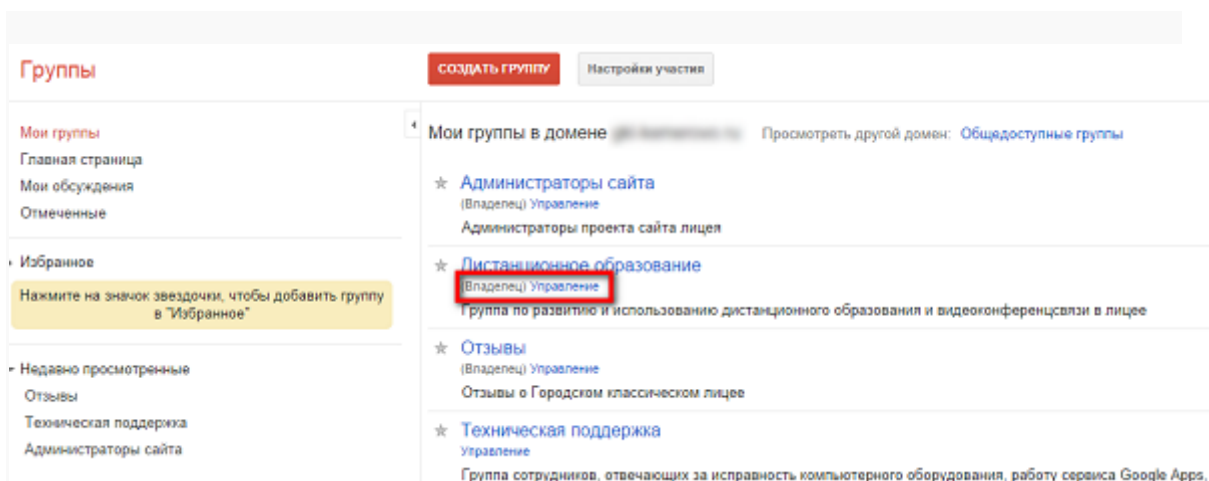 Группы
СОЗДАТЬ ГРУППУ
Настройки участия
Мои группы
Главная страница
Мои обсуждения
Отмеченные
Избранное
Нажмите на значок звездочки, чтобы добавить группу
в "Избранное"
Недавно просмотренные
Отзывы
Техническая поддержка
Администраторы сайта
Мои группы в домене
Просмотреть другой домен: Общедоступные группы
Администраторы сайта
(Владелец) Управление
Администраторы проекта сайта лицея
Дистанционное образование
(Владелец) Управление
Группа по развитию и использованию дистанционного образования и видеоконференцсвязи в лицее
Отзывы
(Владелец) Управление
Отзывы о Городском классическом лицее
Техническая поддержка
Управление
Группа сотрудников, отвечающих за исправность компьютерного оборудования, работу сервиса Google Apps,